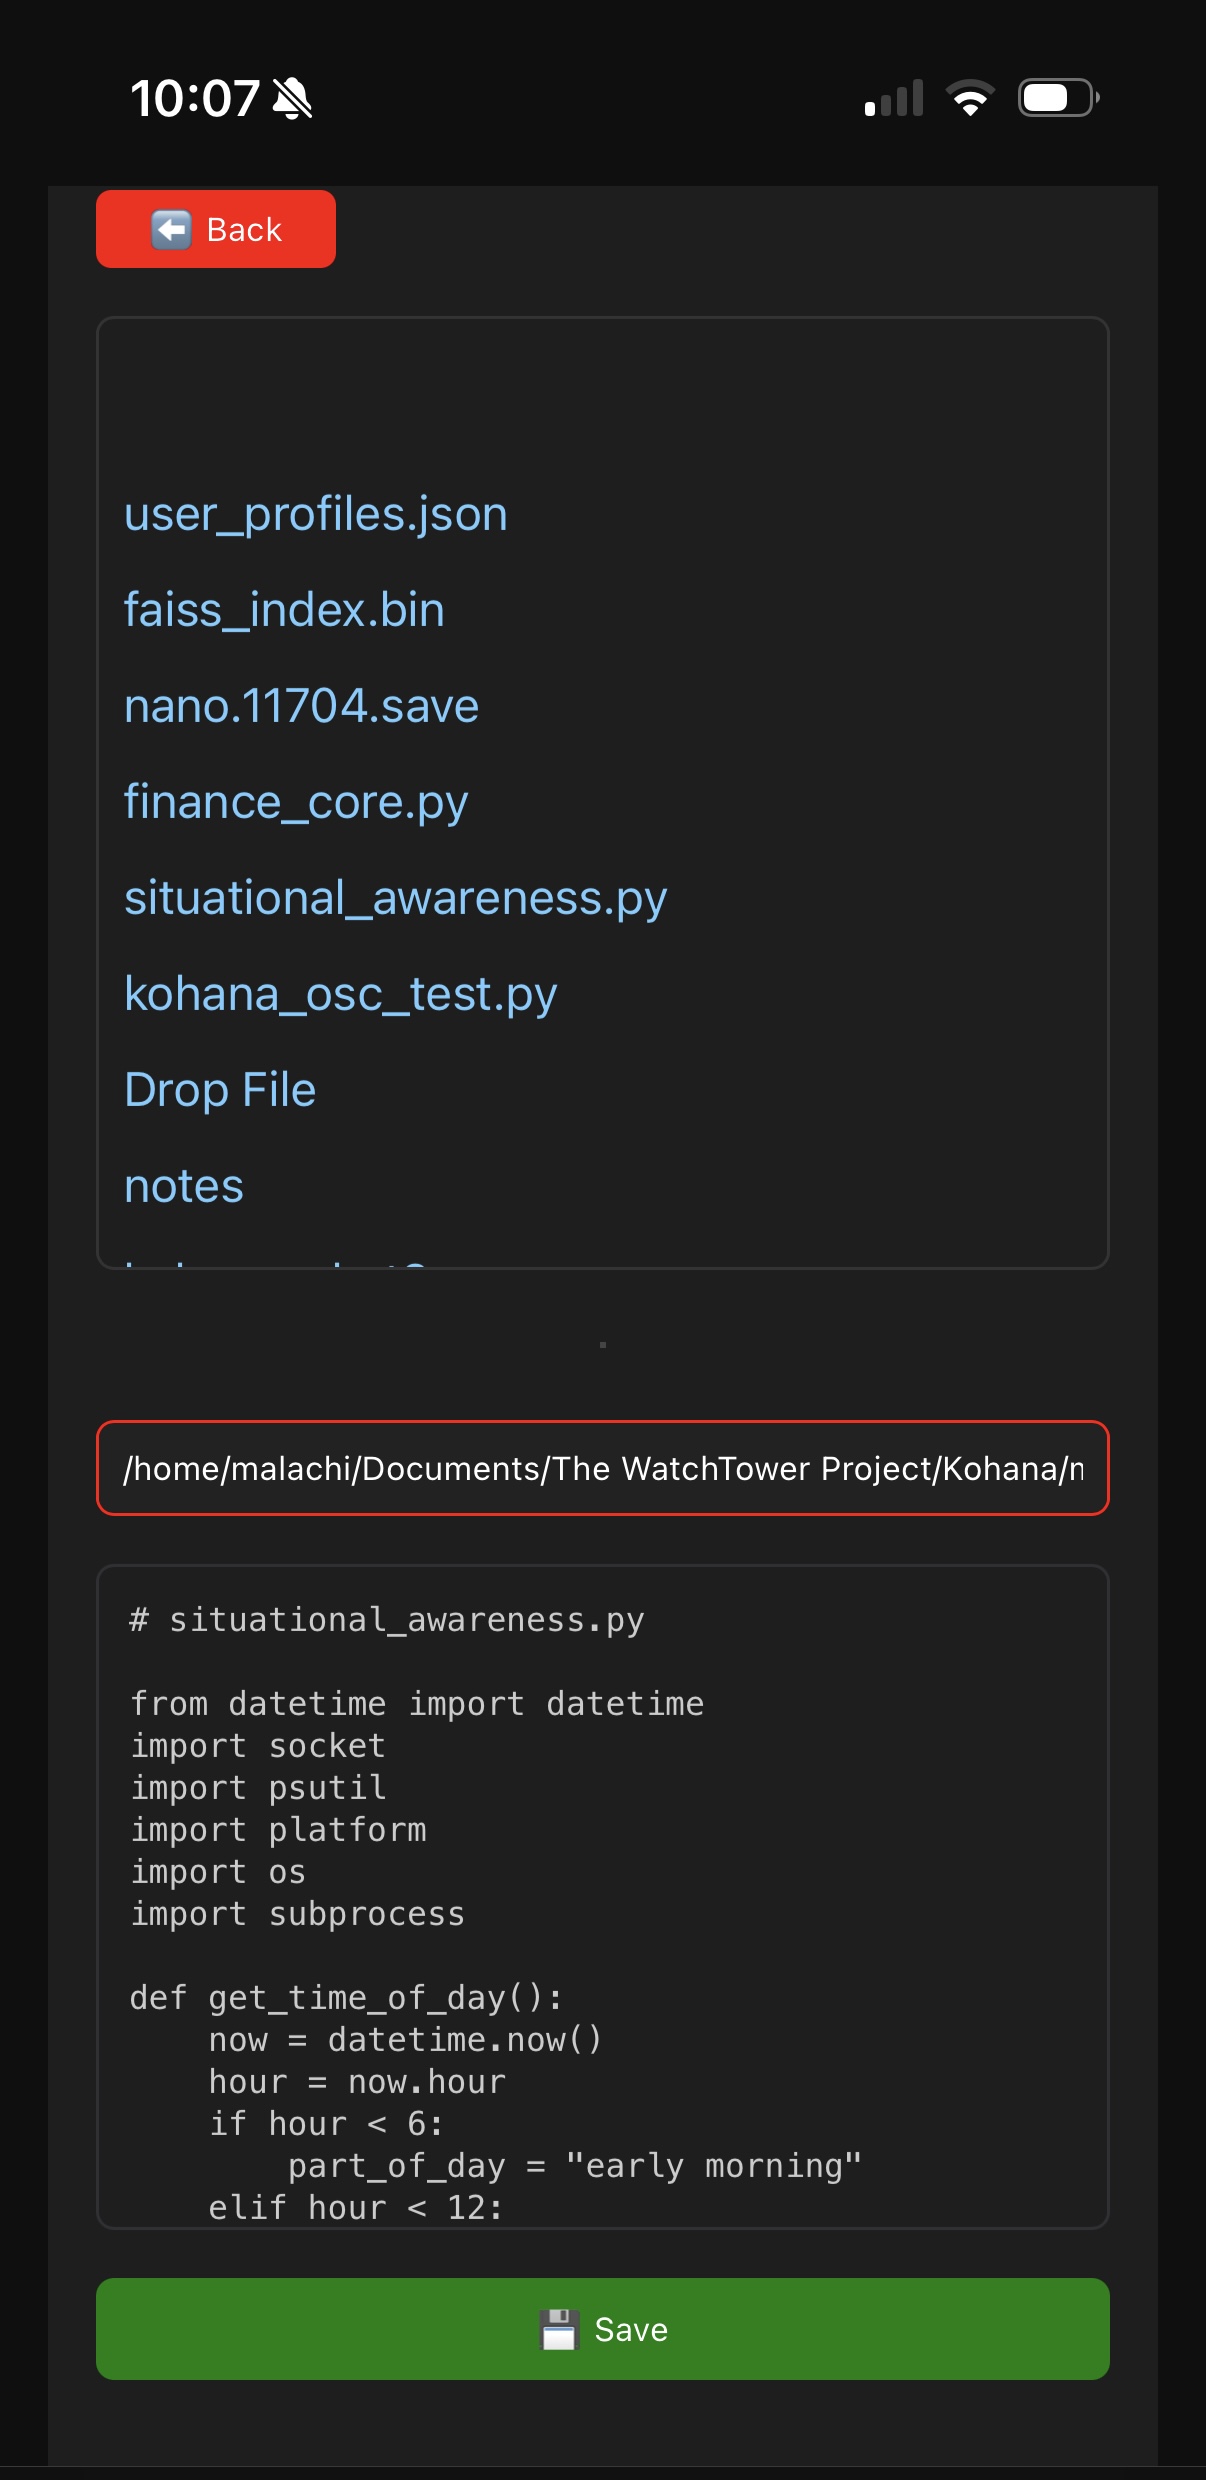 10:07
Back
user_profiles.json
faiss_index.bin
nano.11704.save
finance_core.py
situational_awareness.py
kohana_osc_test.py
Drop File
notes
/home/malachi/Documents/The WatchTower Project/Kohana/
# situational_awareness.py
from datetime import datetime
import socket
import psutil
import platform
import os
import subprocess
def get_time_of_day():
    now = datetime.now()
    hour = now.hour
    if hour < 6:
        part_of_day = "early morning"
    elif hour < 12:
Save